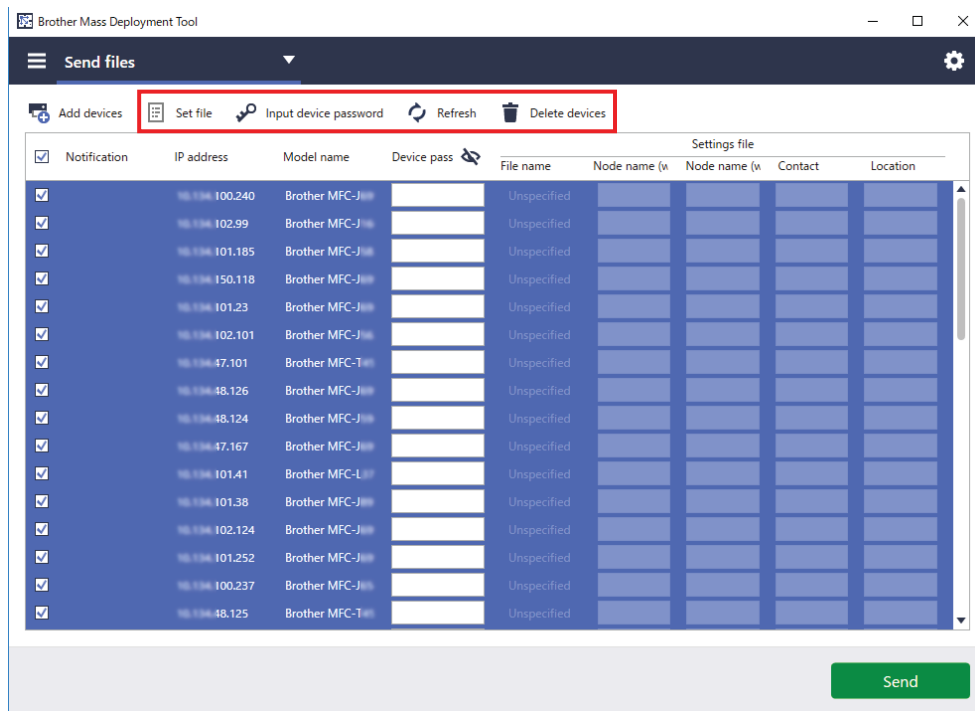 Brother Mass Deployment Tool
Send files
Add devices Set file Input device password Refresh Delete devices
Settings file
Notification IP address Model name Device pass
File name Node name (w Node name (w Contact Location
100.240 Brother MFC-J Unspecified
102.99 Brother MFC-J Unspecified
101.185 Brother MFC-J Unspecified
150.118 Brother MFC-J Unspecified
101.23 Brother MFC-J Unspecified
102.101 Brother MFC-J Unspecified
47.101 Brother MFC-T Unspecified
48.126 Brother MFC-J Unspecified
48.124 Brother MFC-J Unspecified
47.167 Brother MFC-J Unspecified
101.41 Brother MFC-L Unspecified
101.38 Brother MFC-J Unspecified
102.124 Brother MFC-J Unspecified
101.252 Brother MFC-J Unspecified
100.237 Brother MFC-J Unspecified
48.125 Brother MFC-T Unspecified
Send